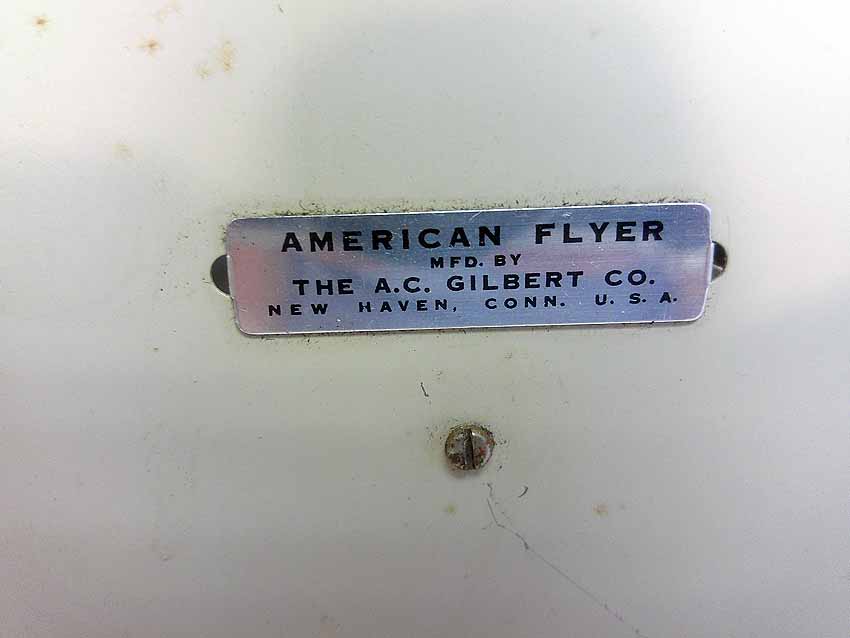 AMERICAN FLYER
MFD. BY
THE A.C. GILBERT CO.
NEW HAVEN, CONN. U. S. A.